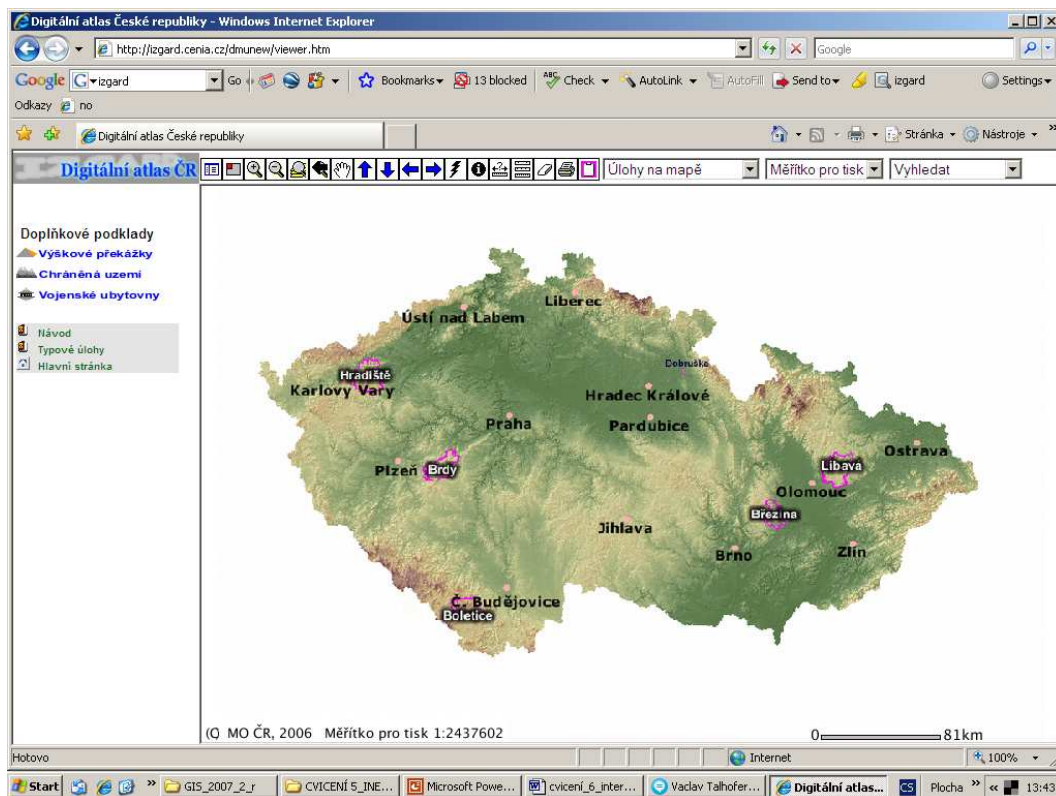 Digitální atlas České republiky - Windows Internet Explorer
http://izgard.cenia.cz/dmunew/viewer.htm
Google
Google G izgard Go Bookmarks 13 blocked ABC Check AutoLink AutoFill Send to izgard Settings
Odkazy no
Digitální atlas České republiky Stránka Nástroje »
Digitální atlas ČR Úlohy na mapě Měřítko pro tisk Vyhledat
Doplňkové podklady
Výškové překážky
Chráněná uzemí
Vojenské ubytovny
Návod
Typové úlohy
Hlavní stránka
Liberec
Ústí nad Labem
Dobruška
Hradiště
Karlovy Vary
Hradec Králové
Praha
Pardubice
Ostrava
Plzeň
Brdy
Libavá
Olomouc
Březina
Jihlava
Brno
Zlín
Č. Budějovice
Boletice
(C) MO ČR, 2006 Měřítko pro tisk 1:2437602
0 81km
Hotovo Internet 100%
Start » GIS_2007_2_r CVICENÍ 5_INE... Microsoft Powe... cvicení_6_inter... Vaclav Talhofer... Digitální atlas... CS Plocha » « 13:43